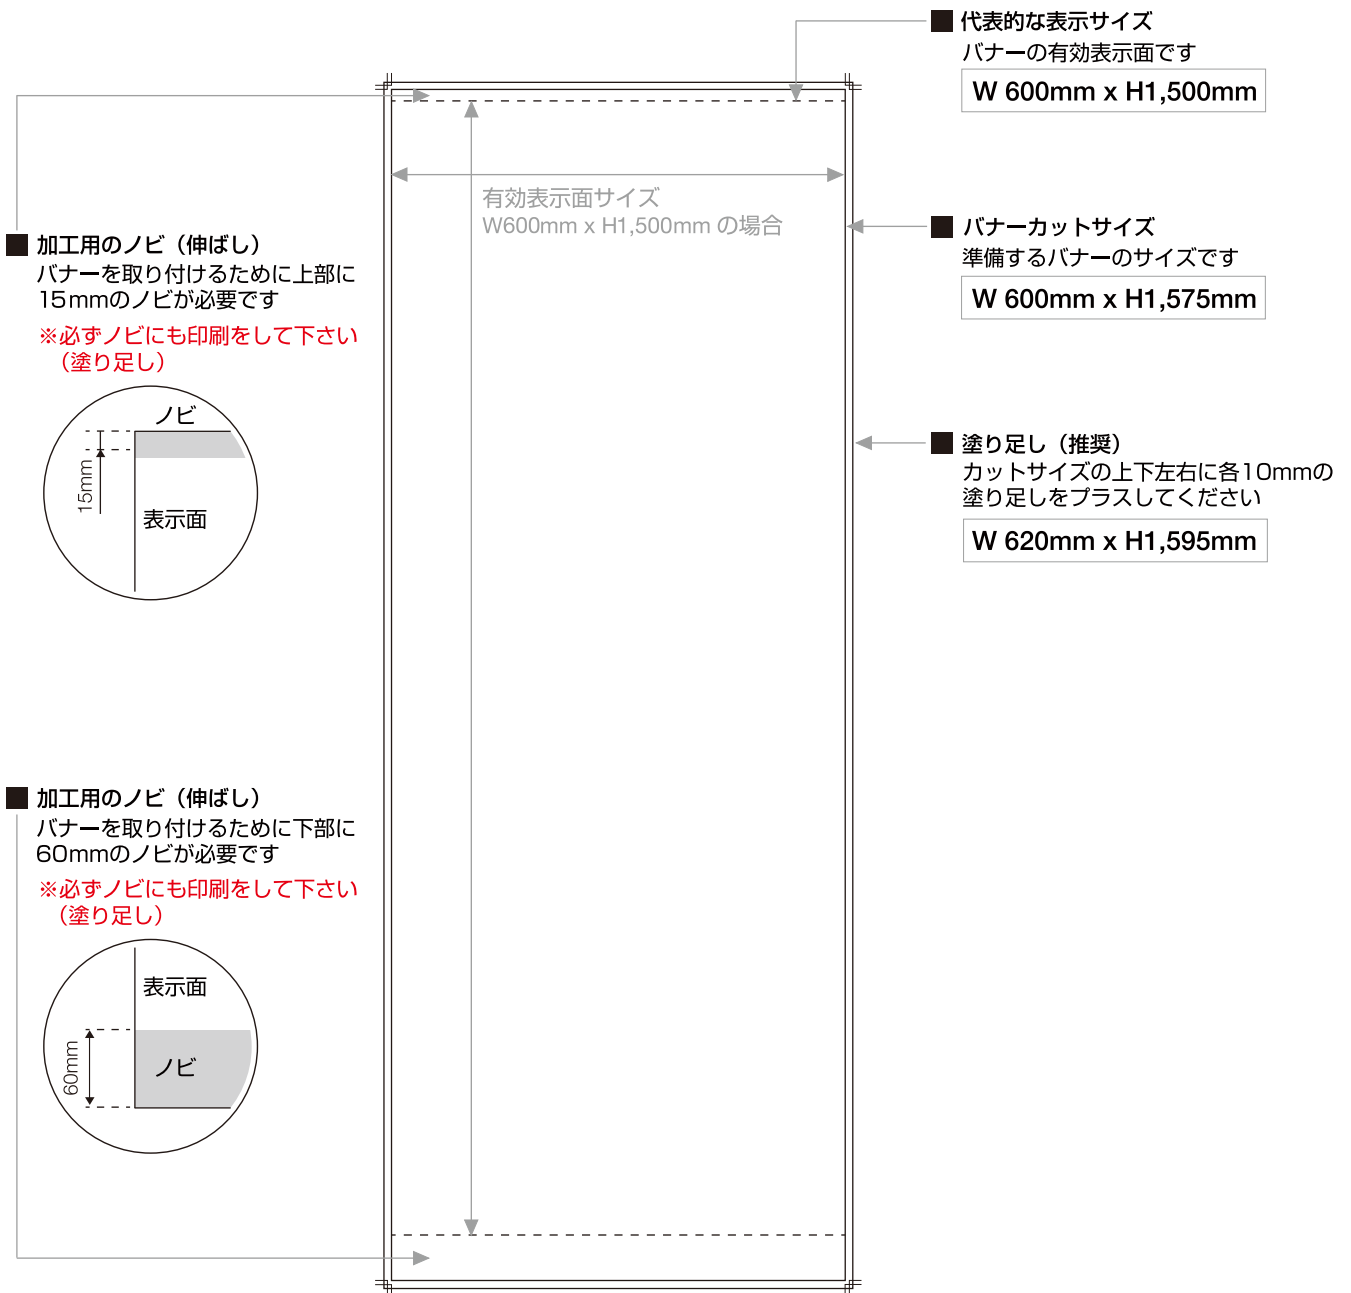 ■ 代表的な表示サイズ
バナーの有効表示面です
W 600mm x H1,500mm
有効表示面サイズ
W600mm x H1,500mm の場合
■ バナーカットサイズ
準備するバナーのサイズです
W 600mm x H1,575mm
■ 塗り足し（推奨）
カットサイズの上下左右に各10mmの
塗り足しをプラスしてください
W 620mm x H1,595mm
■ 加工用のノビ（伸ばし）
バナーを取り付けるために上部に
15mmのノビが必要です
※必ずノビにも印刷をして下さい
（塗り足し）
ノビ
15mm
表示面
■ 加工用のノビ（伸ばし）
バナーを取り付けるために下部に
60mmのノビが必要です
※必ずノビにも印刷をして下さい
（塗り足し）
表示面
60mm
ノビ